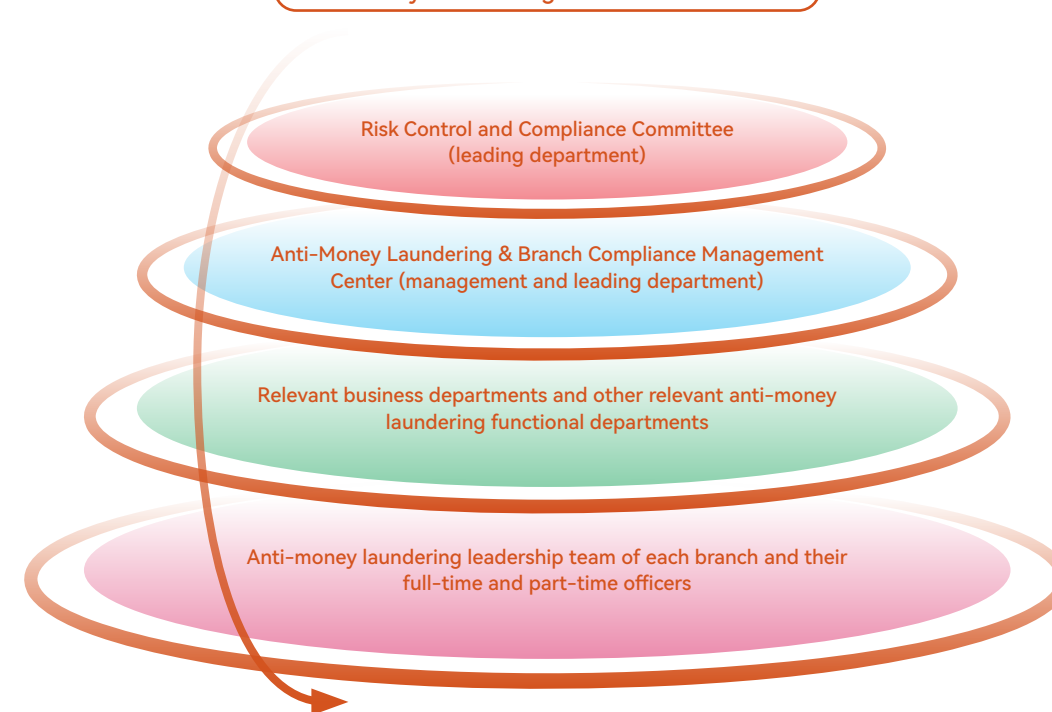 Risk Control and Compliance Committee
(leading department)
Anti-Money Laundering & Branch Compliance Management
Center (management and leading department)
Relevant business departments and other relevant anti-money
laundering functional departments
Anti-money laundering leadership team of each branch and their
full-time and part-time officers